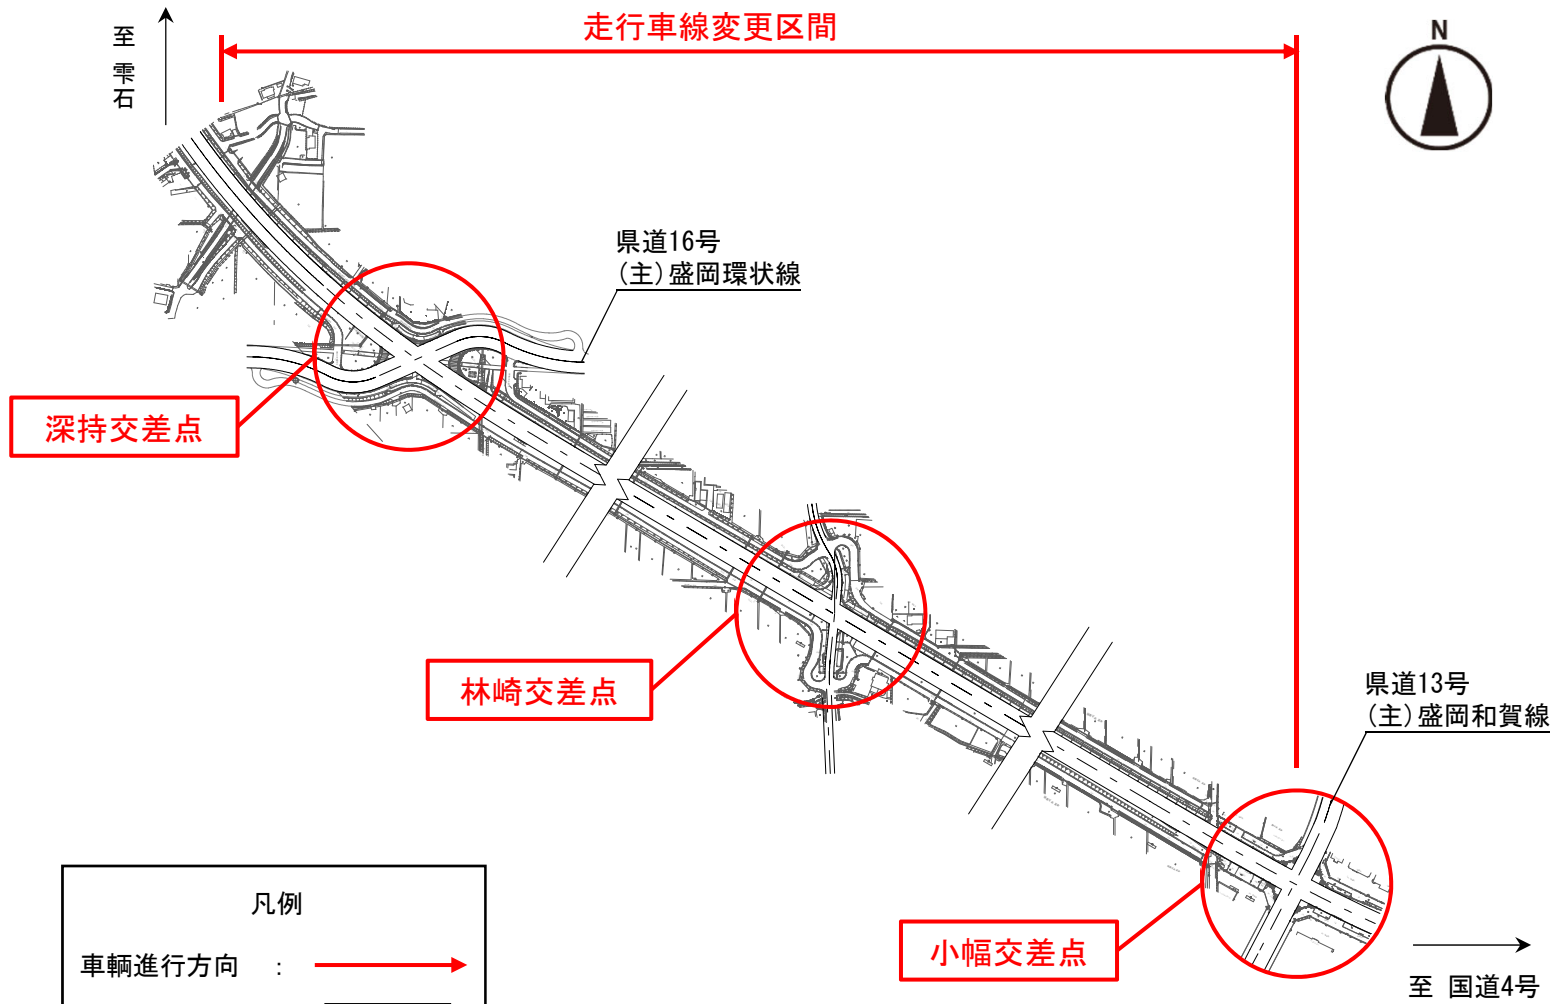 走行車線変更区間
至 雫石
N
県道16号
(主)盛岡環状線
深持交差点
林崎交差点
県道13号
(主)盛岡和賀線
小幅交差点
至 国道4号
凡例
車輌進行方向 :